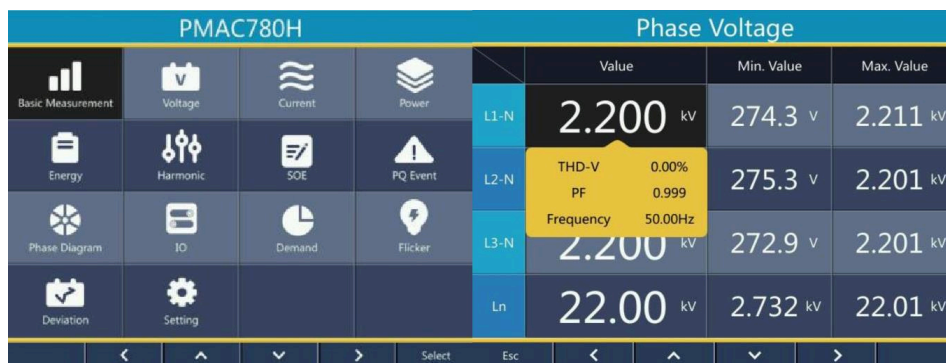 PMAC780H
Basic Measurement Voltage Current Power
Energy Harmonic SOE PQ Event
Phase Diagram IO Demand Flicker
Deviation Setting
Select
Phase Voltage
Value Min. Value Max. Value
L1-N 2.200 kV 274.3 V 2.211 kV
THD-V 0.00%
L2-N PF 0.999 275.3 V 2.201 kV
Frequency 50.00Hz
L3-N 2.200 kV 272.9 V 2.201 kV
Ln 22.00 kV 2.732 kV 22.01 kV
Esc